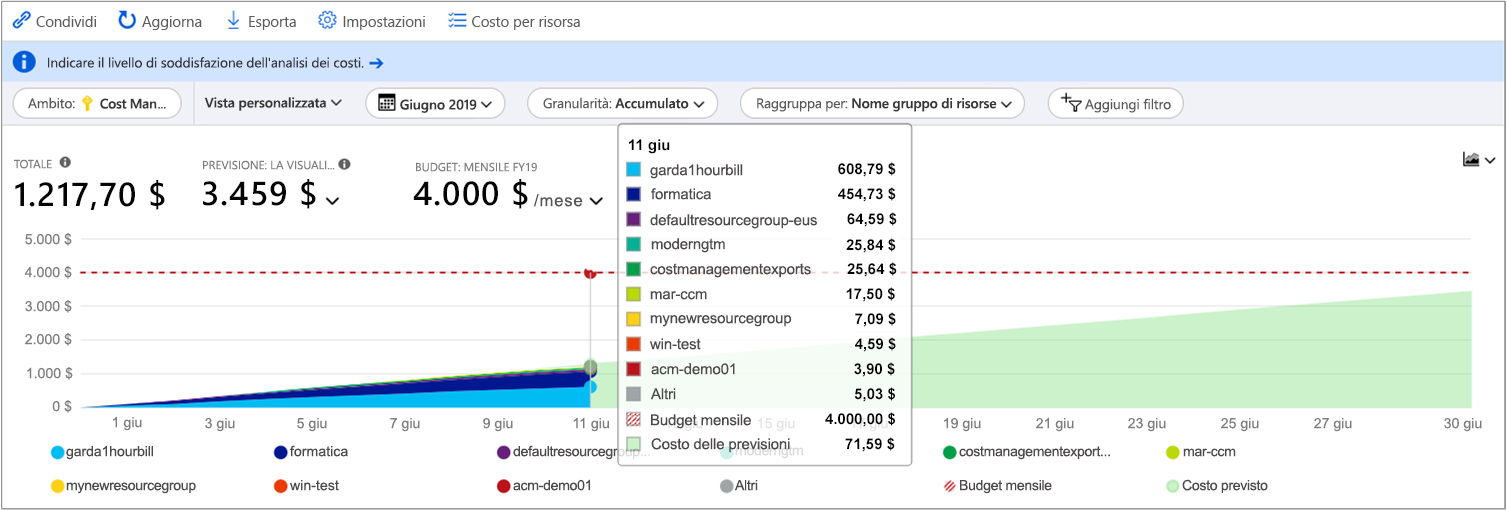 Condividi Aggiorna Esporta Impostazioni Costo per risorsa
Indicare il livello di soddisfazione dell'analisi dei costi.
Ambito: Cost Man... Vista personalizzata Giugno 2019 Granularità: Accumulato Raggruppa per: Nome gruppo di risorse Aggiungi filtro
TOTALE PREVISIONE: LA VISUALI... BUDGET: MENSILE FY19
1.217,70 $ 3.459 $ 4.000 $ /mese
11 giu
garda1hourbill 608,79 $
formatica 454,73 $
defaultresourcegroup-eus 64,59 $
moderngtm 25,84 $
costmanagementexports 25,64 $
mar-ccm 17,50 $
mynewresourcegroup 7,09 $
win-test 4,59 $
acm-demo01 3,90 $
Altri 5,03 $
Budget mensile 4.000,00 $
Costo delle previsioni 71,59 $
5.000 $
4.000 $
3.000 $
2.000 $
1.000 $
0 $
1 giu 3 giu 5 giu 7 giu 9 giu 11 giu 15 giu 19 giu 21 giu 23 giu 25 giu 27 giu 30 giu
garda1hourbill formatica defaultresourcegroup... moderngtm costmanagementexport... mar-ccm
mynewresourcegroup win-test acm-demo01 Altri Budget mensile Costo previsto